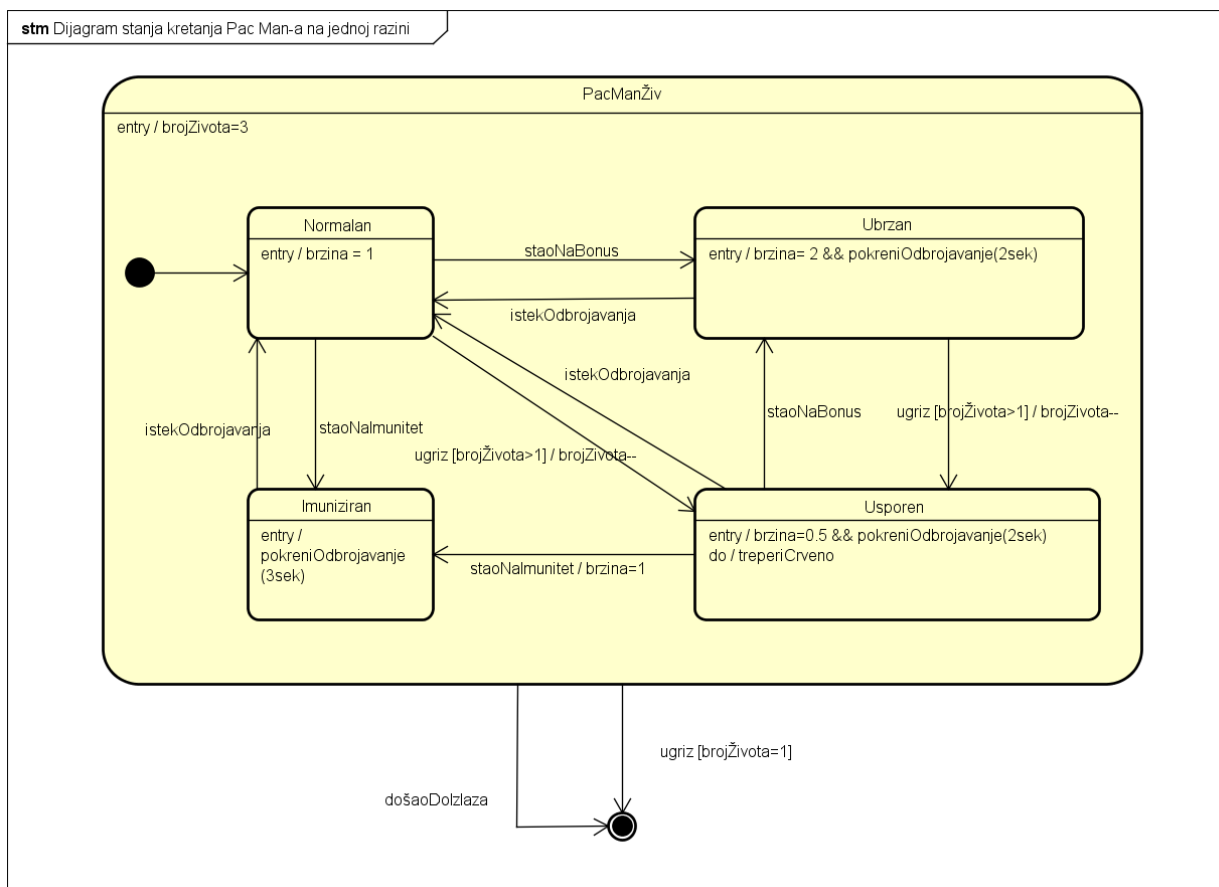 stm Dijagram stanja kretanja Pac Man-a na jednoj razini
PacManŽiv
entry / brojZivota=3
Normalan
entry / brzina = 1
staoNaBonus
Ubrzan
entry / brzina= 2 && pokreniOdbrojavanje(2sek)
istekOdbrojavanja
istekOdbrojavanja
staoNaBonus
ugriz [brojŽivota>1] / brojZivota--
istekOdbrojavanja
staoNaImunitet
ugriz [brojŽivota>1] / brojZivota--
Imuniziran
entry /
pokreniOdbrojavanje
(3sek)
Usporen
entry / brzina=0.5 && pokreniOdbrojavanje(2sek)
do / treperiCrveno
staoNaImunitet / brzina=1
ugriz [brojŽivota=1]
došaoDoIzlaza